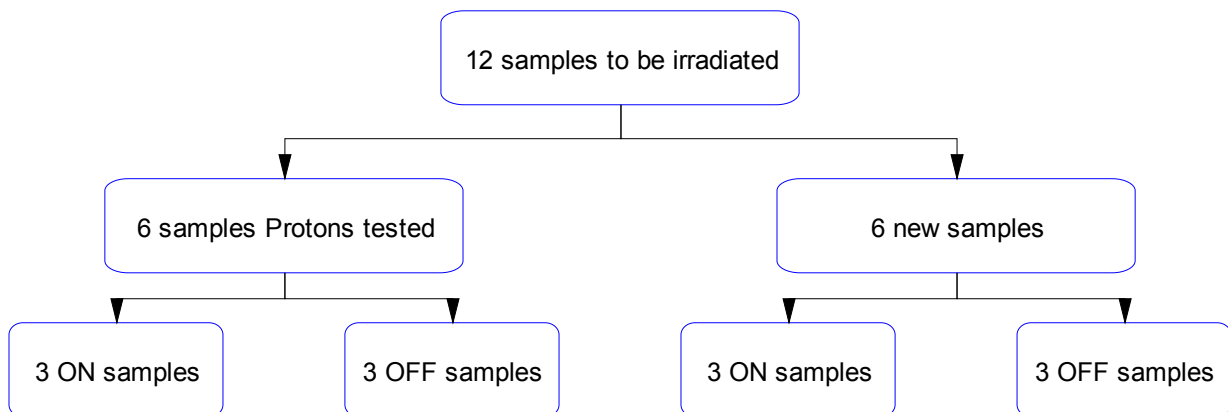 12 samples to be irradiated
6 samples Protons tested
6 new samples
3 ON samples
3 OFF samples
3 ON samples
3 OFF samples